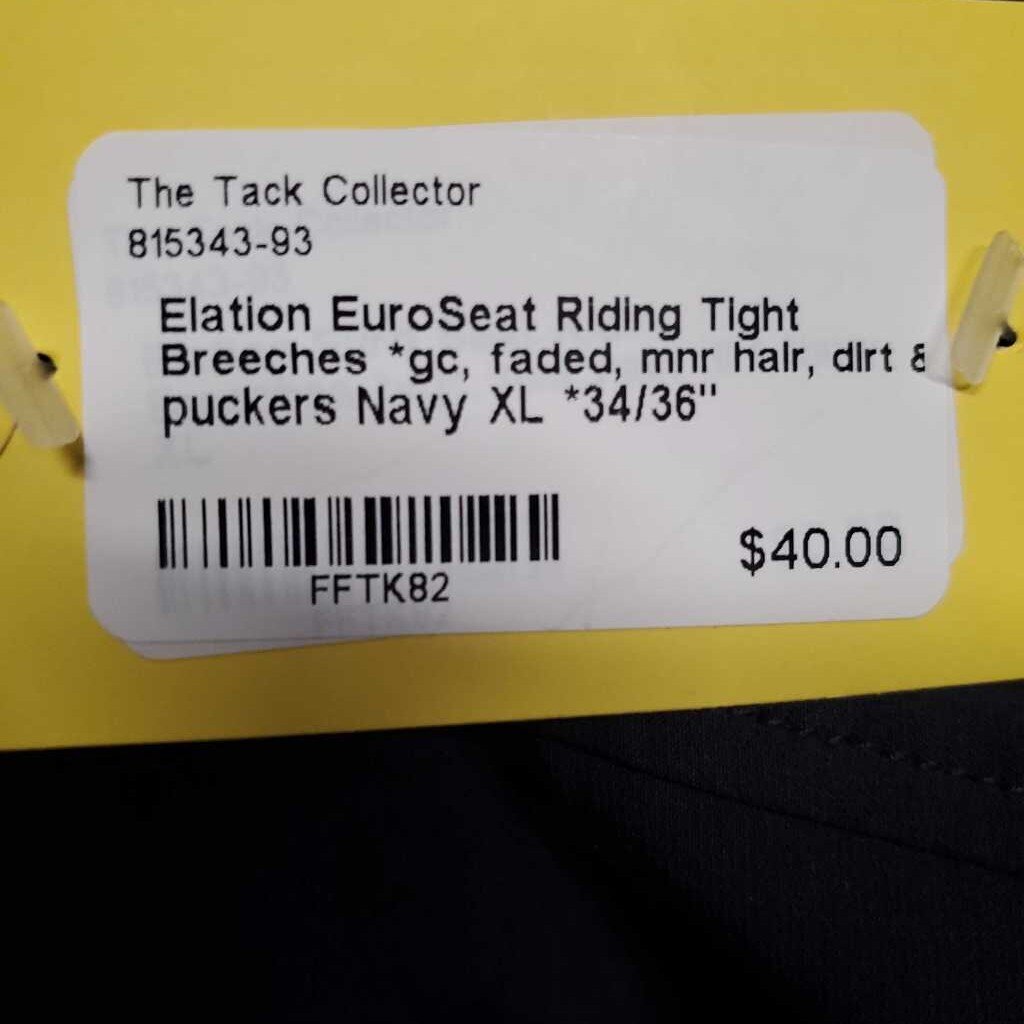 The Tack Collector
815343-93
Elation EuroSeat Riding Tight
Breeches *gc, faded, mnr hair, dirt &
puckers Navy XL *34/36"
FFTK82
$40.00